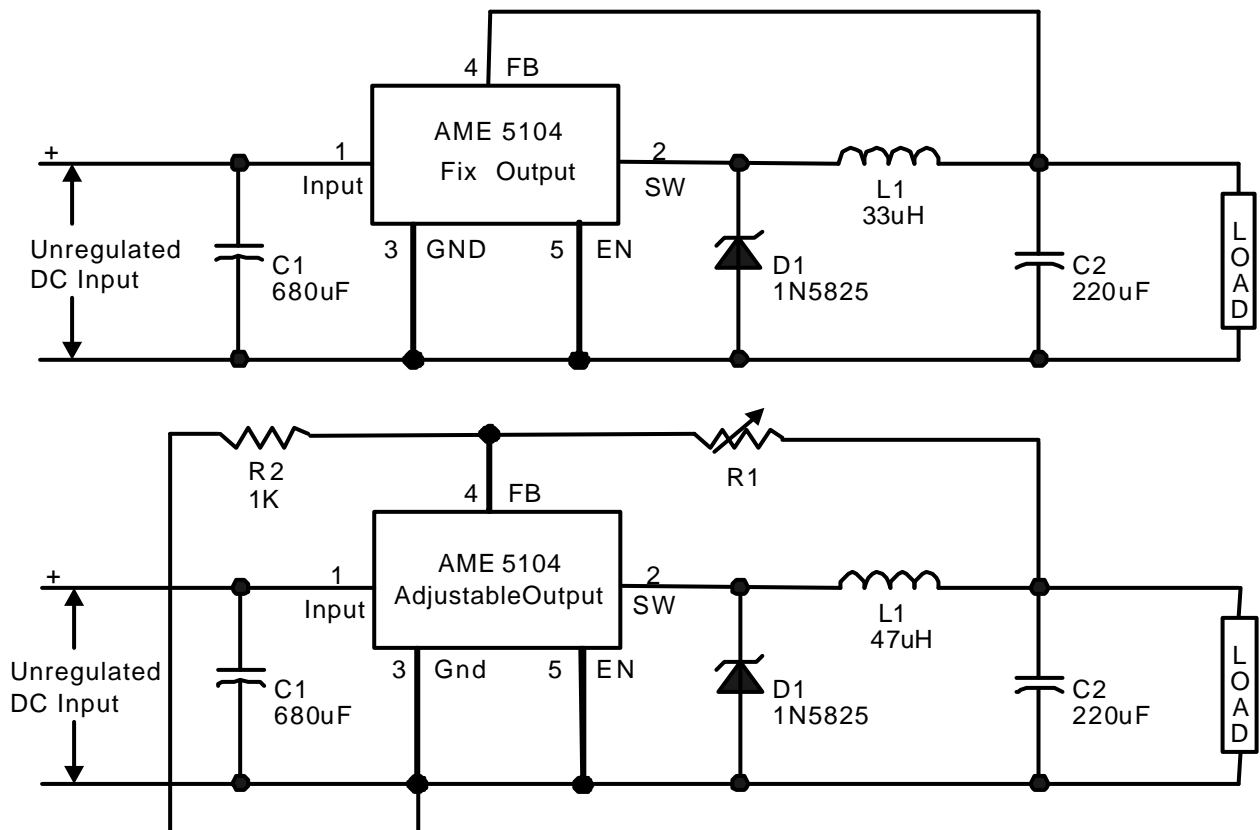 4 FB
AME 5104
Fix Output
+
1
Input
2
SW
L1
33uH
Unregulated
DC Input
C1
680uF
3 GND
5 EN
D1
1N5825
C2
220uF
LOAD
R2
1K
R1
4 FB
AME 5104
AdjustableOutput
+
1
Input
2
SW
L1
47uH
Unregulated
DC Input
C1
680uF
3 Gnd
5 EN
D1
1N5825
C2
220uF
LOAD